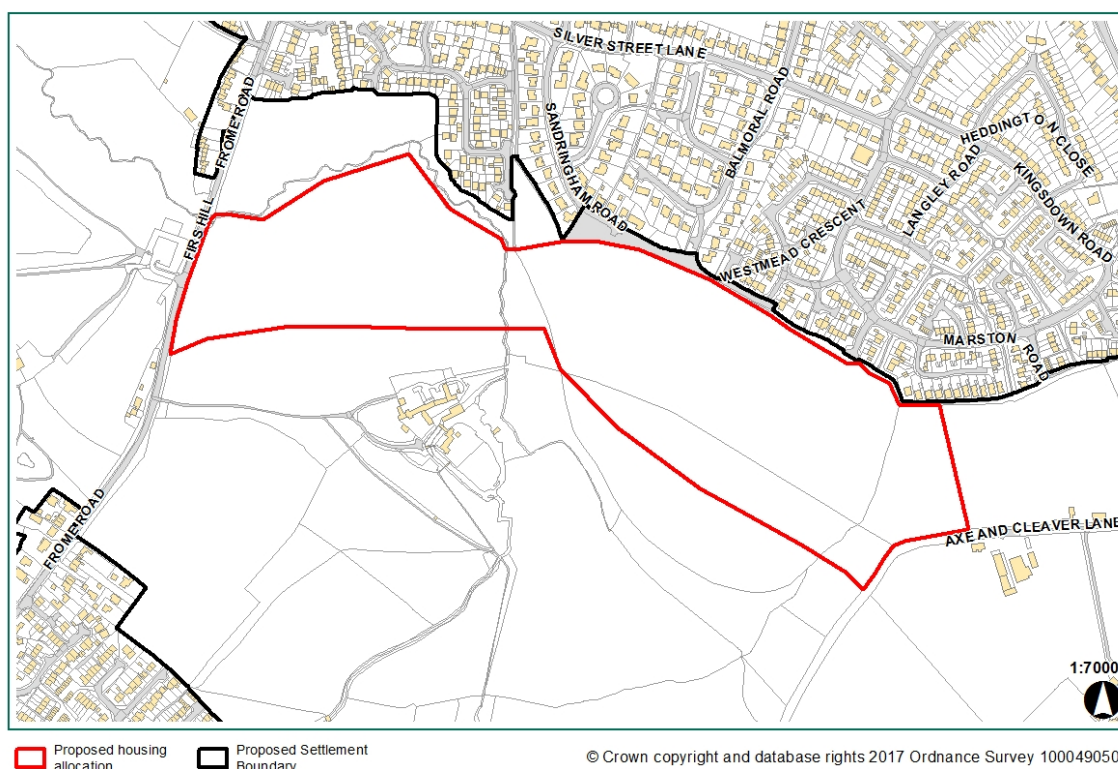 SILVER STREET LANE
FROME ROAD
SANDRINGHAM ROAD
BALMORAL ROAD
HEDDINGTON CLOSE
LANGLEY ROAD
KINGSDOWN ROAD
FIRS HILL
WESTMEAD CRESCENT
MARSTON
ROAD
AXE AND CLEAVER LANE
FROME ROAD
1:7000
Proposed housing
allocation
Proposed Settlement
Boundary
© Crown copyright and database rights 2017 Ordnance Survey 100049050